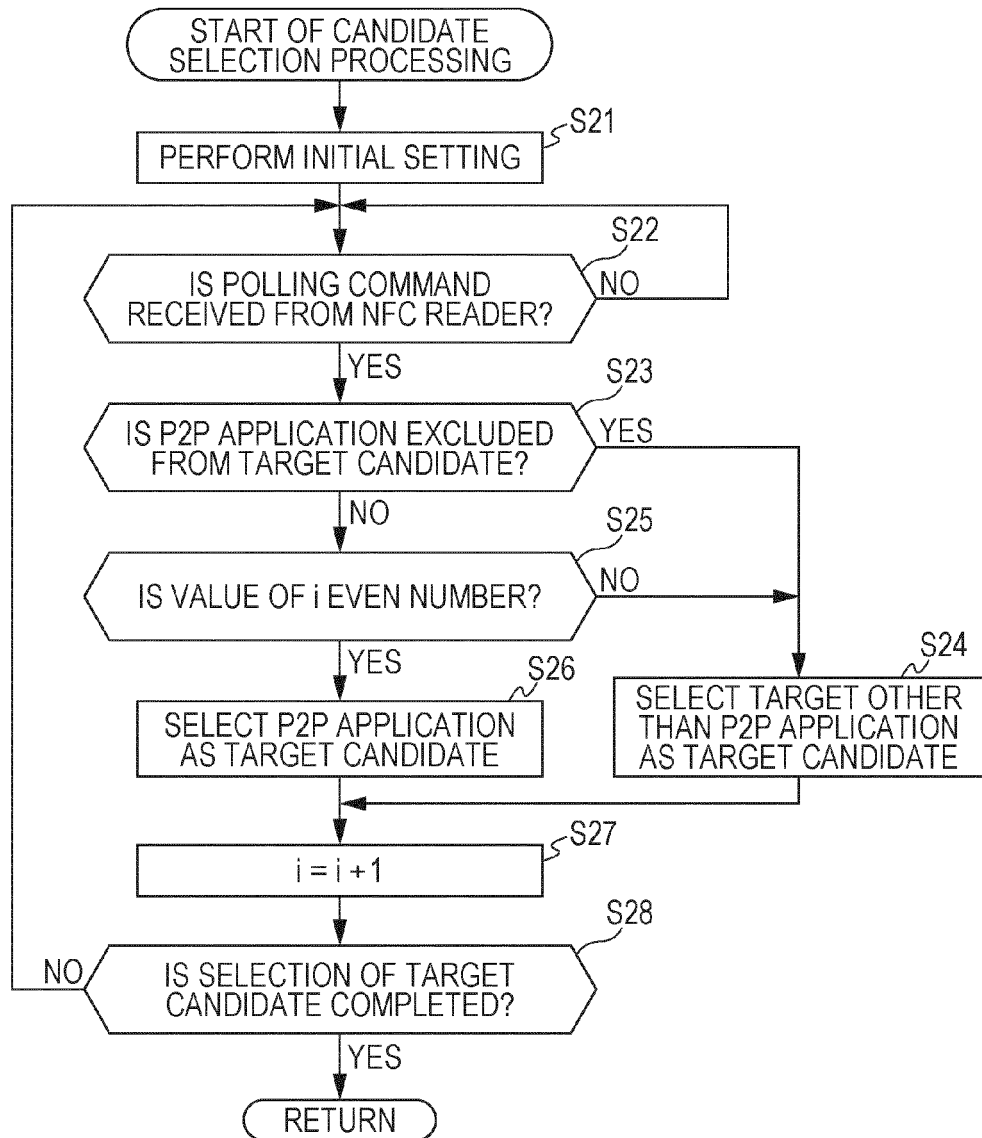 START OF CANDIDATE
SELECTION PROCESSING
S21
PERFORM INITIAL SETTING
S22
IS POLLING COMMAND
RECEIVED FROM NFC READER?
NO
YES
S23
IS P2P APPLICATION EXCLUDED
FROM TARGET CANDIDATE?
YES
NO
S25
IS VALUE OF i EVEN NUMBER?
NO
YES
S26
SELECT P2P APPLICATION
AS TARGET CANDIDATE
S24
SELECT TARGET OTHER
THAN P2P APPLICATION
AS TARGET CANDIDATE
S27
i = i +1
S28
IS SELECTION OF TARGET
CANDIDATE COMPLETED?
NO
YES
RETURN